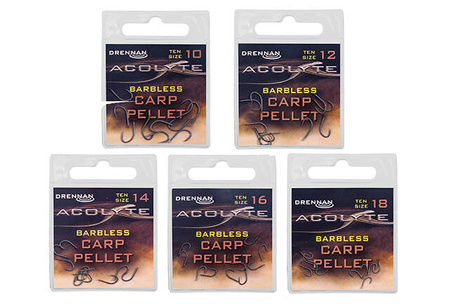 DRENNAN TEN SIZE 10
ACOLYTE
BARBLESS
CARP
PELLET
DRENNAN TEN SIZE 12
ACOLYTE
BARBLESS
CARP
PELLET
DRENNAN TEN SIZE 14
ACOLYTE
BARBLESS
CARP
PELLET
DRENNAN TEN SIZE 16
ACOLYTE
BARBLESS
CARP
PELLET
DRENNAN TEN SIZE 18
ACOLYTE
BARBLESS
CARP
PELLET